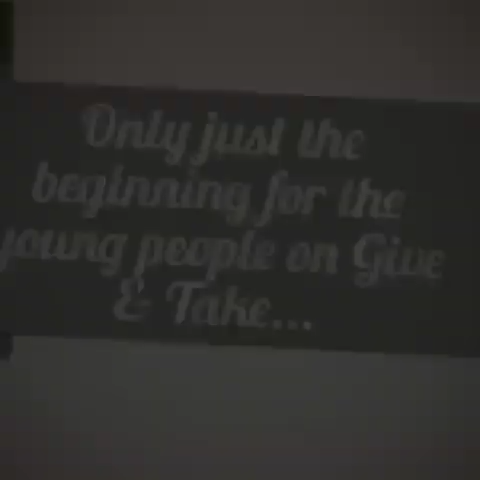 Only just the
beginning for the
young people on Give
& Take...